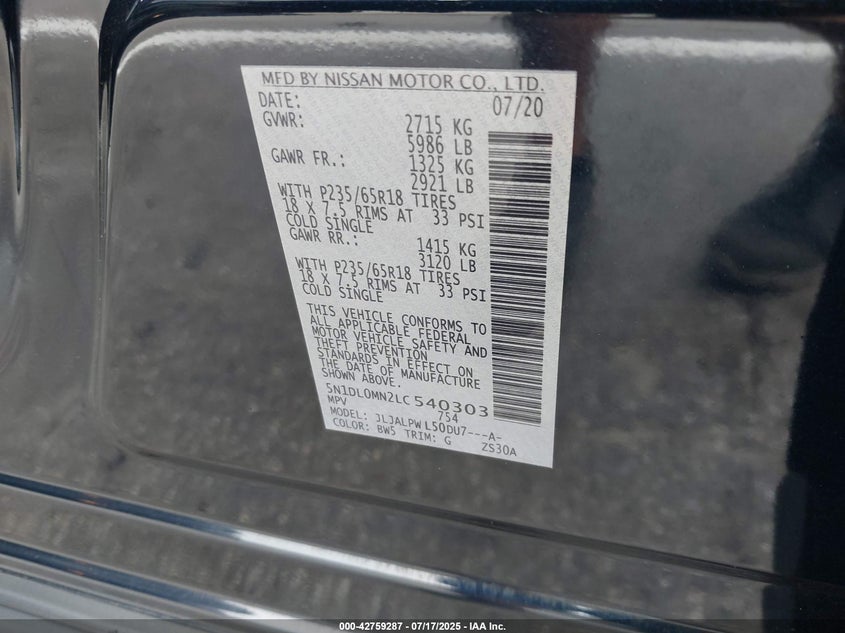 MFD BY NISSAN MOTOR CO., LTD.
DATE: 07/20
GVWR: 2715 KG
5986 LB
GAWR FR.: 1325 KG
2921 LB
WITH P235/65R18 TIRES
18 X 7.5 RIMS AT 33 PSI
COLD SINGLE
GAWR RR.: 1415 KG
3120 LB
WITH P235/65R18 TIRES
18 X 7.5 RIMS AT 33 PSI
COLD SINGLE
THIS VEHICLE CONFORMS TO
ALL APPLICABLE FEDERAL
MOTOR VEHICLE SAFETY AND
THEFT PREVENTION
STANDARDS IN EFFECT ON
THE DATE OF MANUFACTURE
SHOWN ABOVE.
5N1DL0MN2LC540303
MPV 754
MODEL: JLJALPWL50DU7---A-
COLOR: BW5 TRIM: G ZS30A
000-42759287 - 07/17/2025 - IAA Inc.